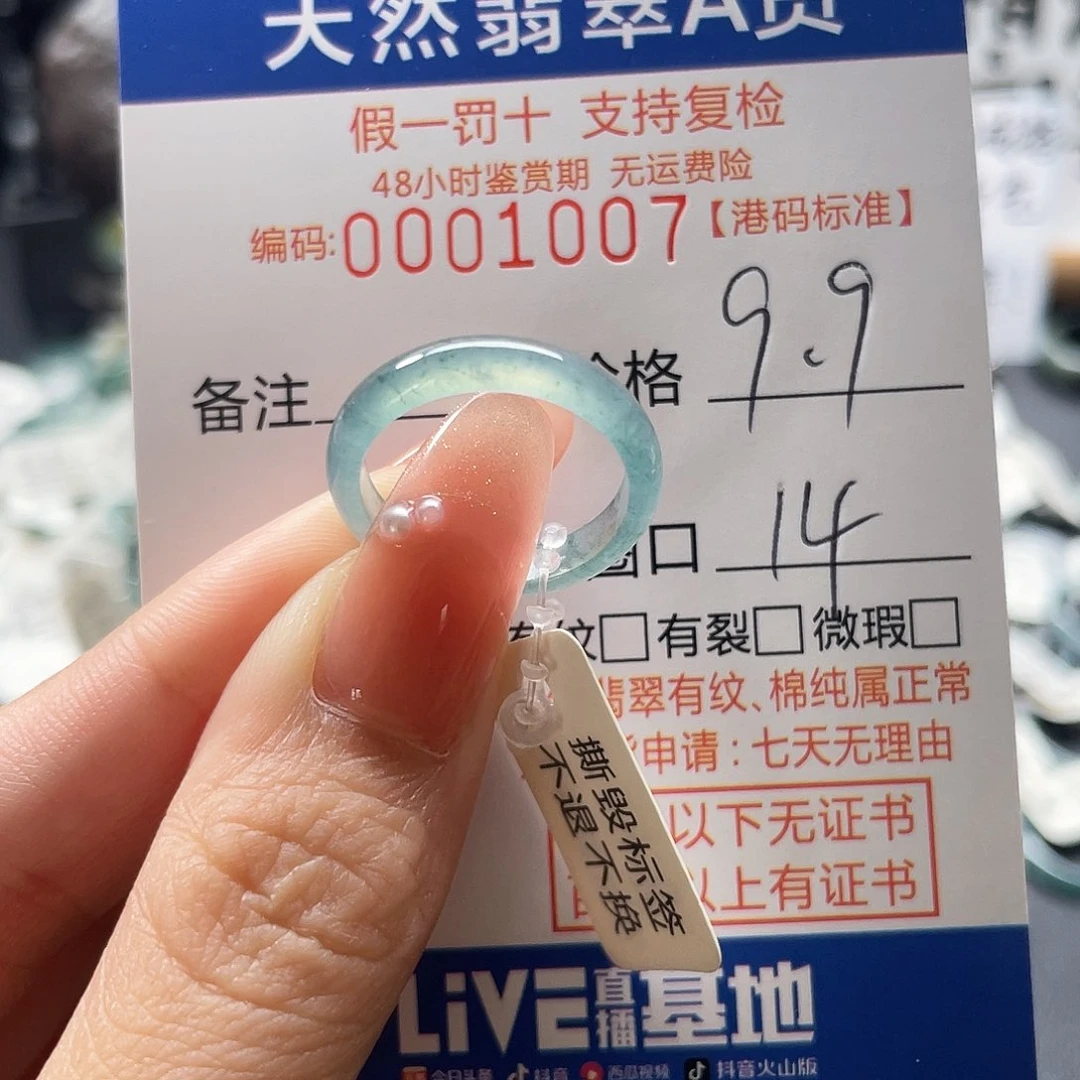 天然翡翠A货
假一罚十 支持复检
48小时鉴赏期 无运费险
编码:0001007【港码标准】
备注 价格 9.9
圈口 14
有纹□有裂□微瑕□
翡翠有纹、棉纯属正常
申请:七天无理由
以下无证书
以上有证书
撕毁标签
不退不换
LiVE直播基地
今日头条 抖音 西瓜视频 抖音火山版